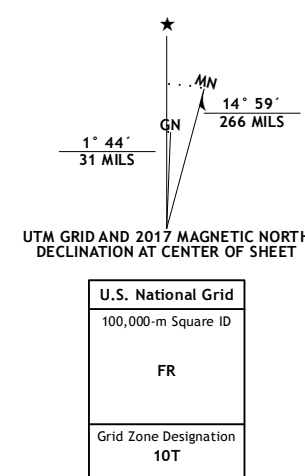 ★
MN
GN
14° 59´
266 MILS
1° 44´
31 MILS
UTM GRID AND 2017 MAGNETIC NORTH
DECLINATION AT CENTER OF SHEET
U.S. National Grid
100,000-m Square ID
FR
Grid Zone Designation
10T